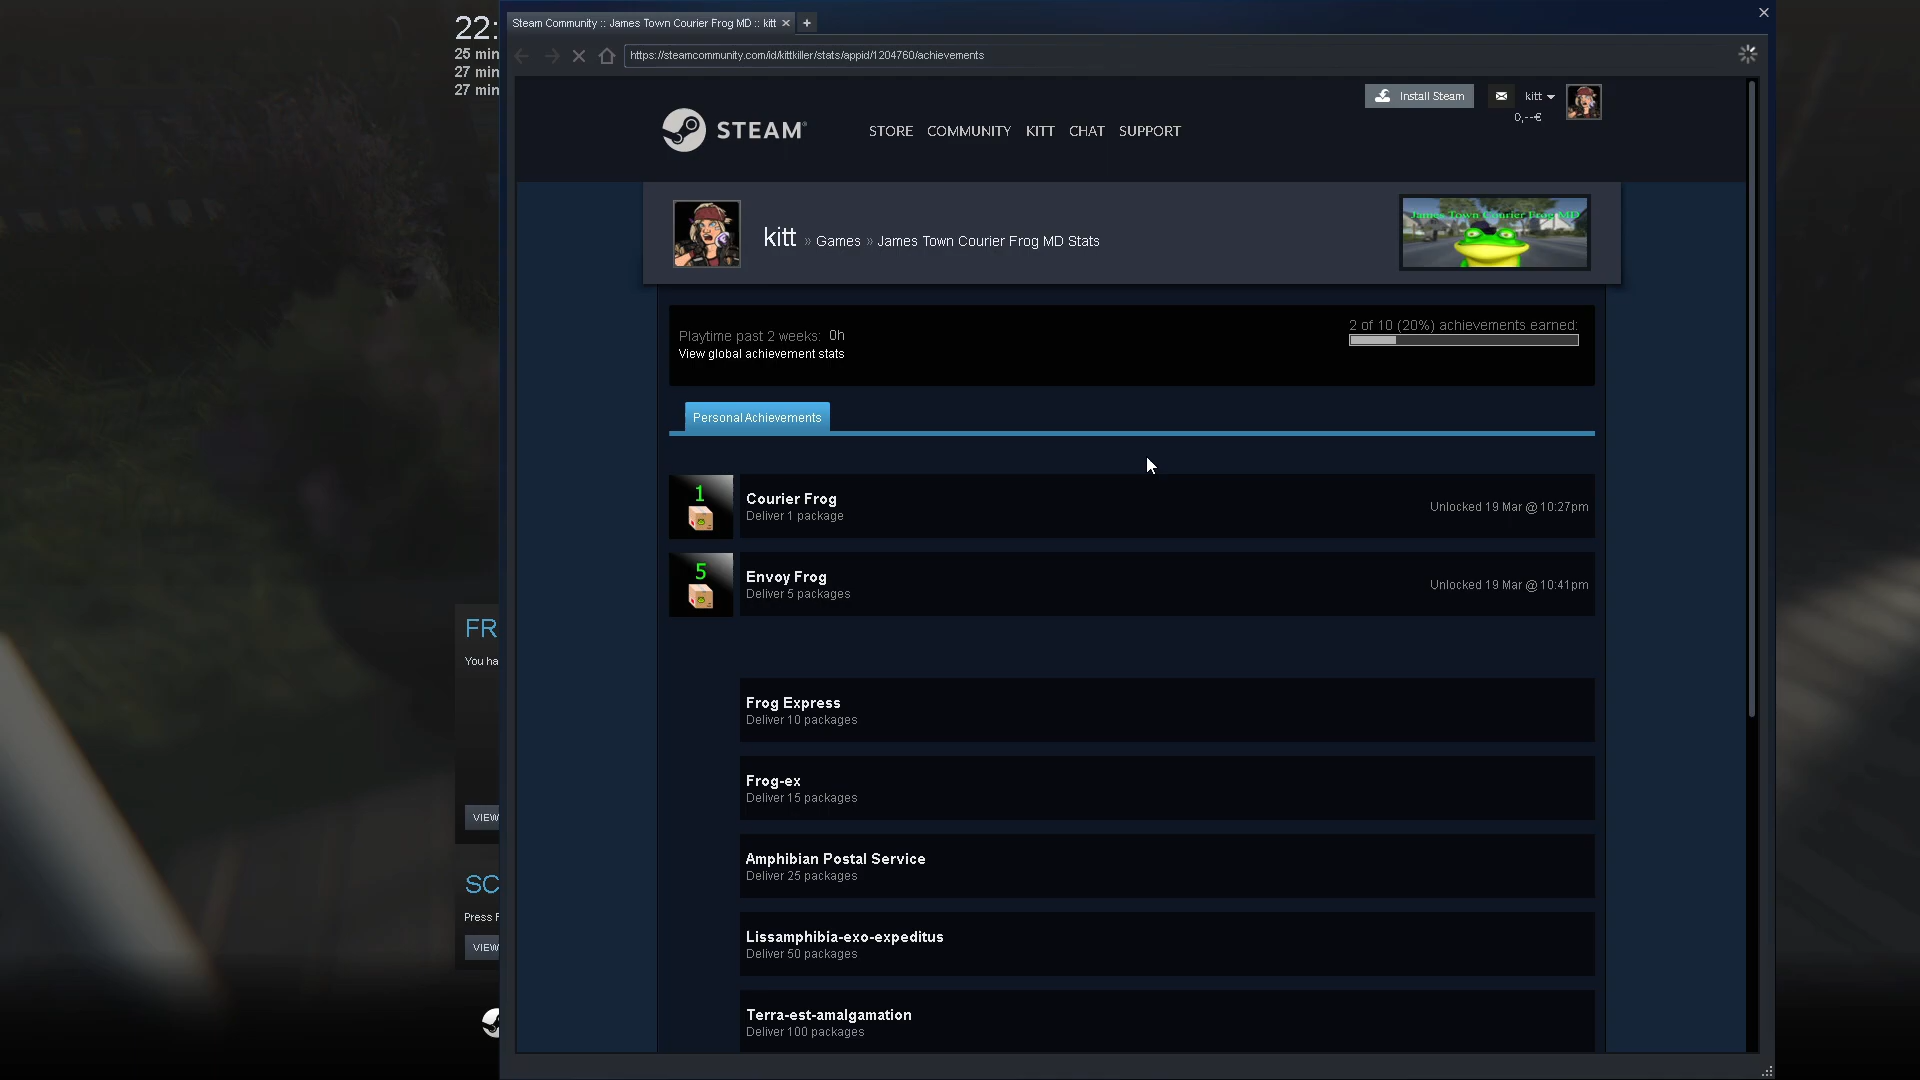 22:
25 min
27 min
27 min
Steam Community :: James Town Courier Frog MD :: kitt
https://steamcommunity.com/id/kittkiller/stats/appid/1204760/achievements
Install Steam
kitt
0,--€
STEAM
STORE COMMUNITY KITT CHAT SUPPORT
kitt » Games » James Town Courier Frog MD Stats
James Town Courier Frog MD
Playtime past 2 weeks: 0h
View global achievement stats
2 of 10 (20%) achievements earned:
Personal Achievements
1
Courier Frog
Deliver 1 package
Unlocked 19 Mar @ 10:27pm
5
Envoy Frog
Deliver 5 packages
Unlocked 19 Mar @ 10:41pm
Frog Express
Deliver 10 packages
Frog-ex
Deliver 15 packages
Amphibian Postal Service
Deliver 25 packages
Lissamphibia-exo-expeditus
Deliver 50 packages
Terra-est-amalgamation
Deliver 100 packages
FR
You ha
VIEW
SC
Press F
VIEW